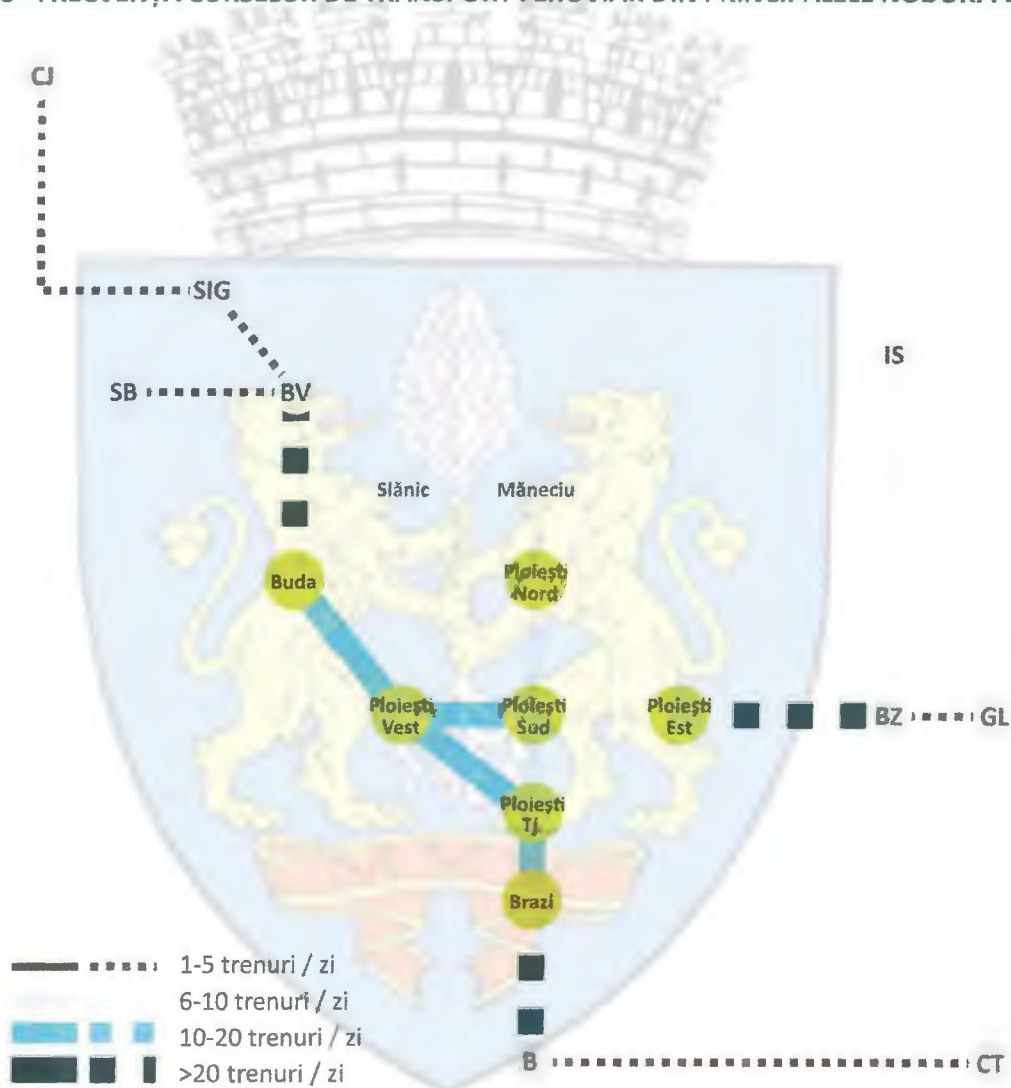 CJ
SIG
IS
SB
BV
Slănic
Măneciu
Buda
Ploiești
Nord
Ploiești
Vest
Ploiești
Sud
Ploiești
Est
BZ
GL
Ploiești
Tj.
Brazi
1-5 trenuri / zi
6-10 trenuri / zi
10-20 trenuri / zi
>20 trenuri / zi
B
CT